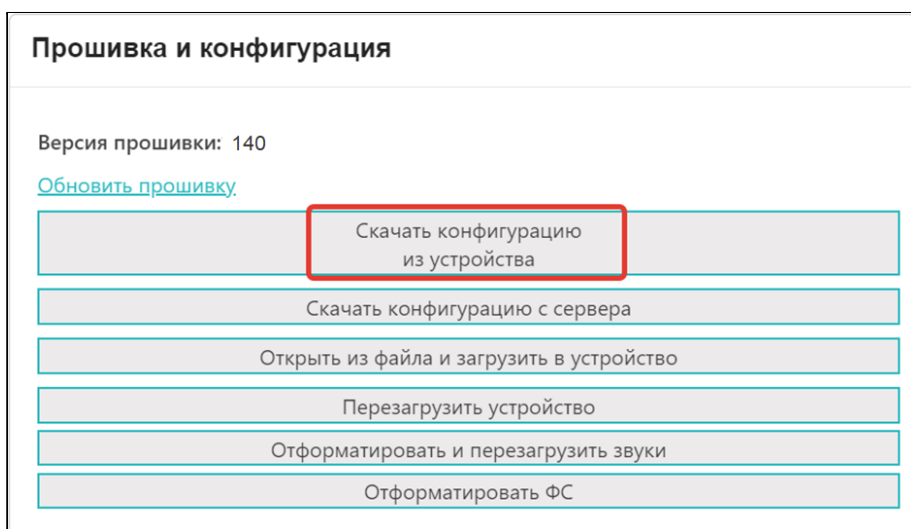 Прошивка и конфигурация
Версия прошивки: 140
Обновить прошивку
Скачать конфигурацию
из устройства
Скачать конфигурацию с сервера
Открыть из файла и загрузить в устройство
Перезагрузить устройство
Отформатировать и перезагрузить звуки
Отформатировать ФС